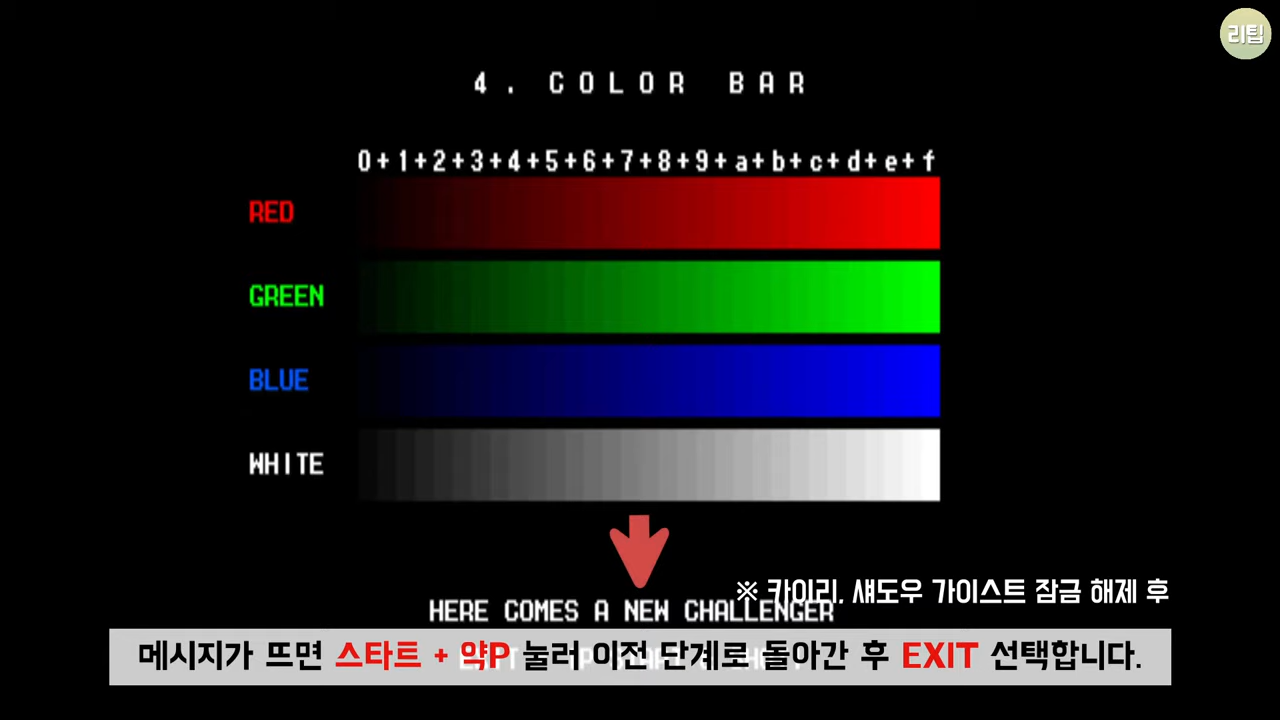 리팁
4. COLOR BAR
0+1+2+3+4+5+6+7+8+9+a+b+c+d+e+f
RED
GREEN
BLUE
WHITE
※ 카이리, 섀도우 가이스트 잠금 해제 후
HERE COMES A NEW CHALLENGER
메시지가 뜨면 스타트 + 약P 눌러 이전 단계로 돌아간 후 EXIT 선택합니다.